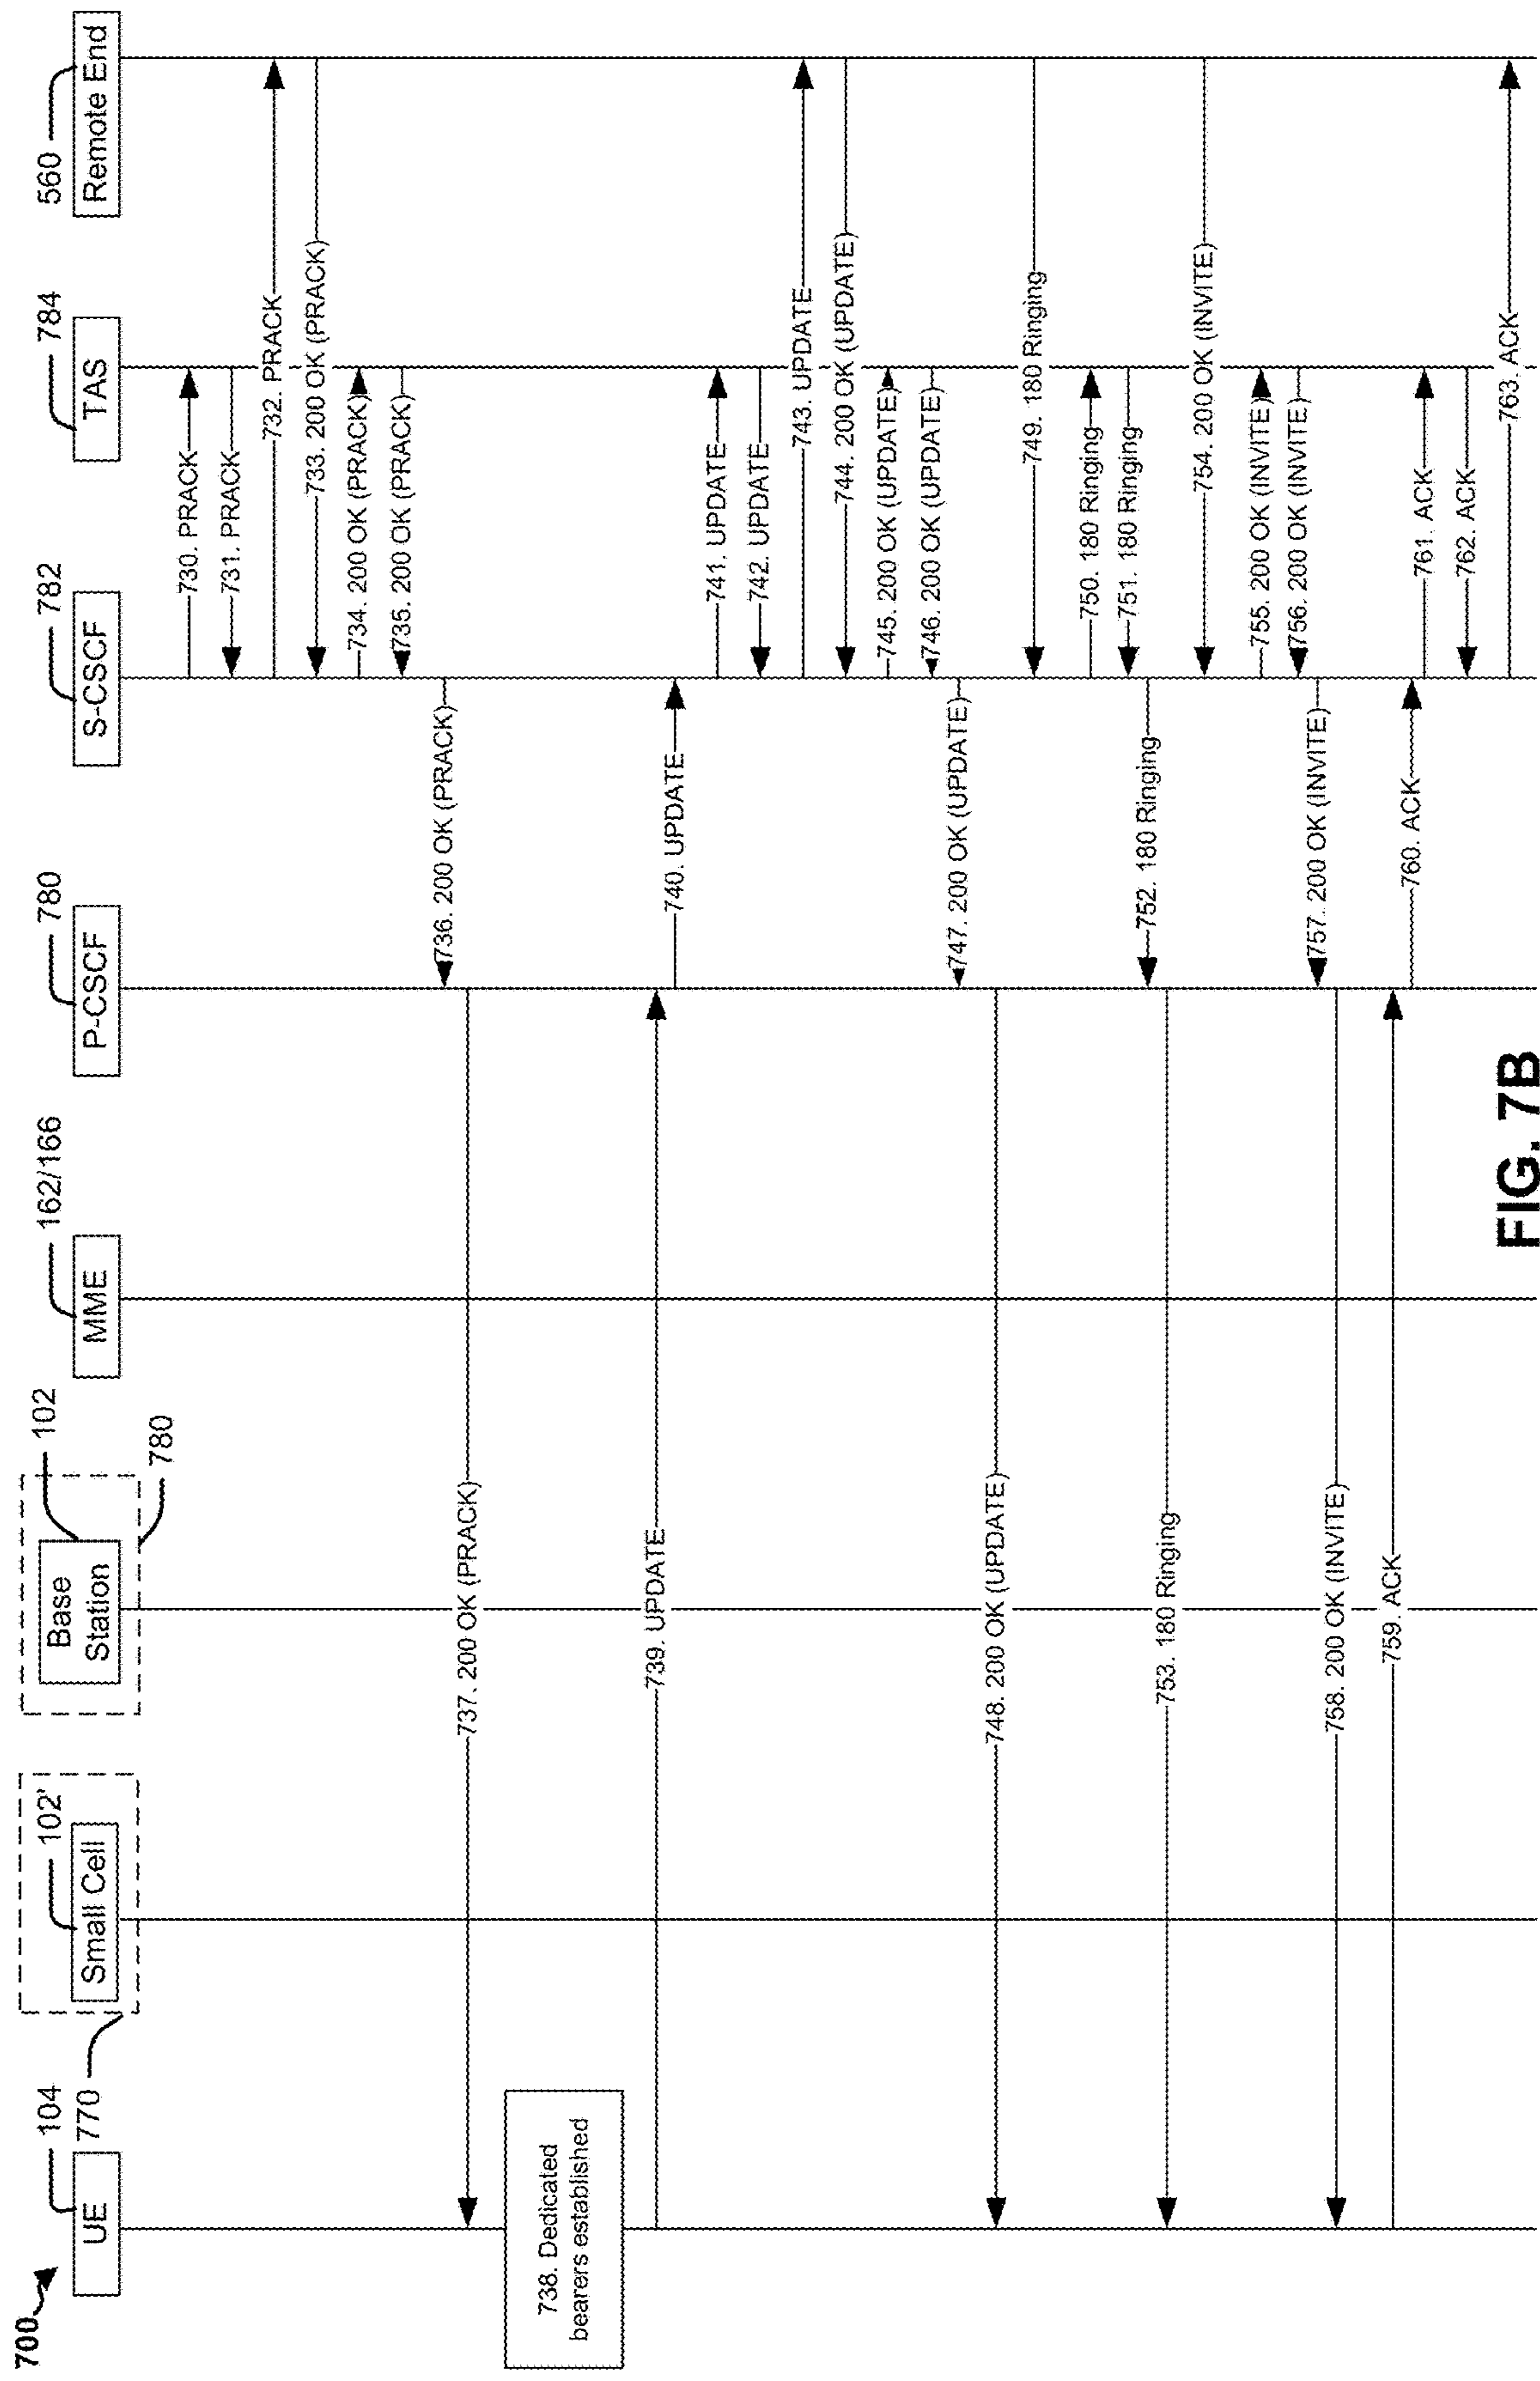 700
UE
104
770
Small Cell
102'
Base
Station
102
780
MME
162/166
P-CSCF
780
S-CSCF
782
TAS
784
Remote End
560
730. PRACK
731. PRACK
732. PRACK
733. 200 OK (PRACK)
734. 200 OK (PRACK)
735. 200 OK (PRACK)
736. 200 OK (PRACK)
737. 200 OK (PRACK)
738. Dedicated
bearers established
739. UPDATE
740. UPDATE
741. UPDATE
742. UPDATE
743. UPDATE
744. 200 OK (UPDATE)
745. 200 OK (UPDATE)
746. 200 OK (UPDATE)
747. 200 OK (UPDATE)
748. 200 OK (UPDATE)
749. 180 Ringing
750. 180 Ringing
751. 180 Ringing
752. 180 Ringing
753. 180 Ringing
754. 200 OK (INVITE)
755. 200 OK (INVITE)
756. 200 OK (INVITE)
757. 200 OK (INVITE)
758. 200 OK (INVITE)
759. ACK
760. ACK
761. ACK
762. ACK
763. ACK
FIG. 7B